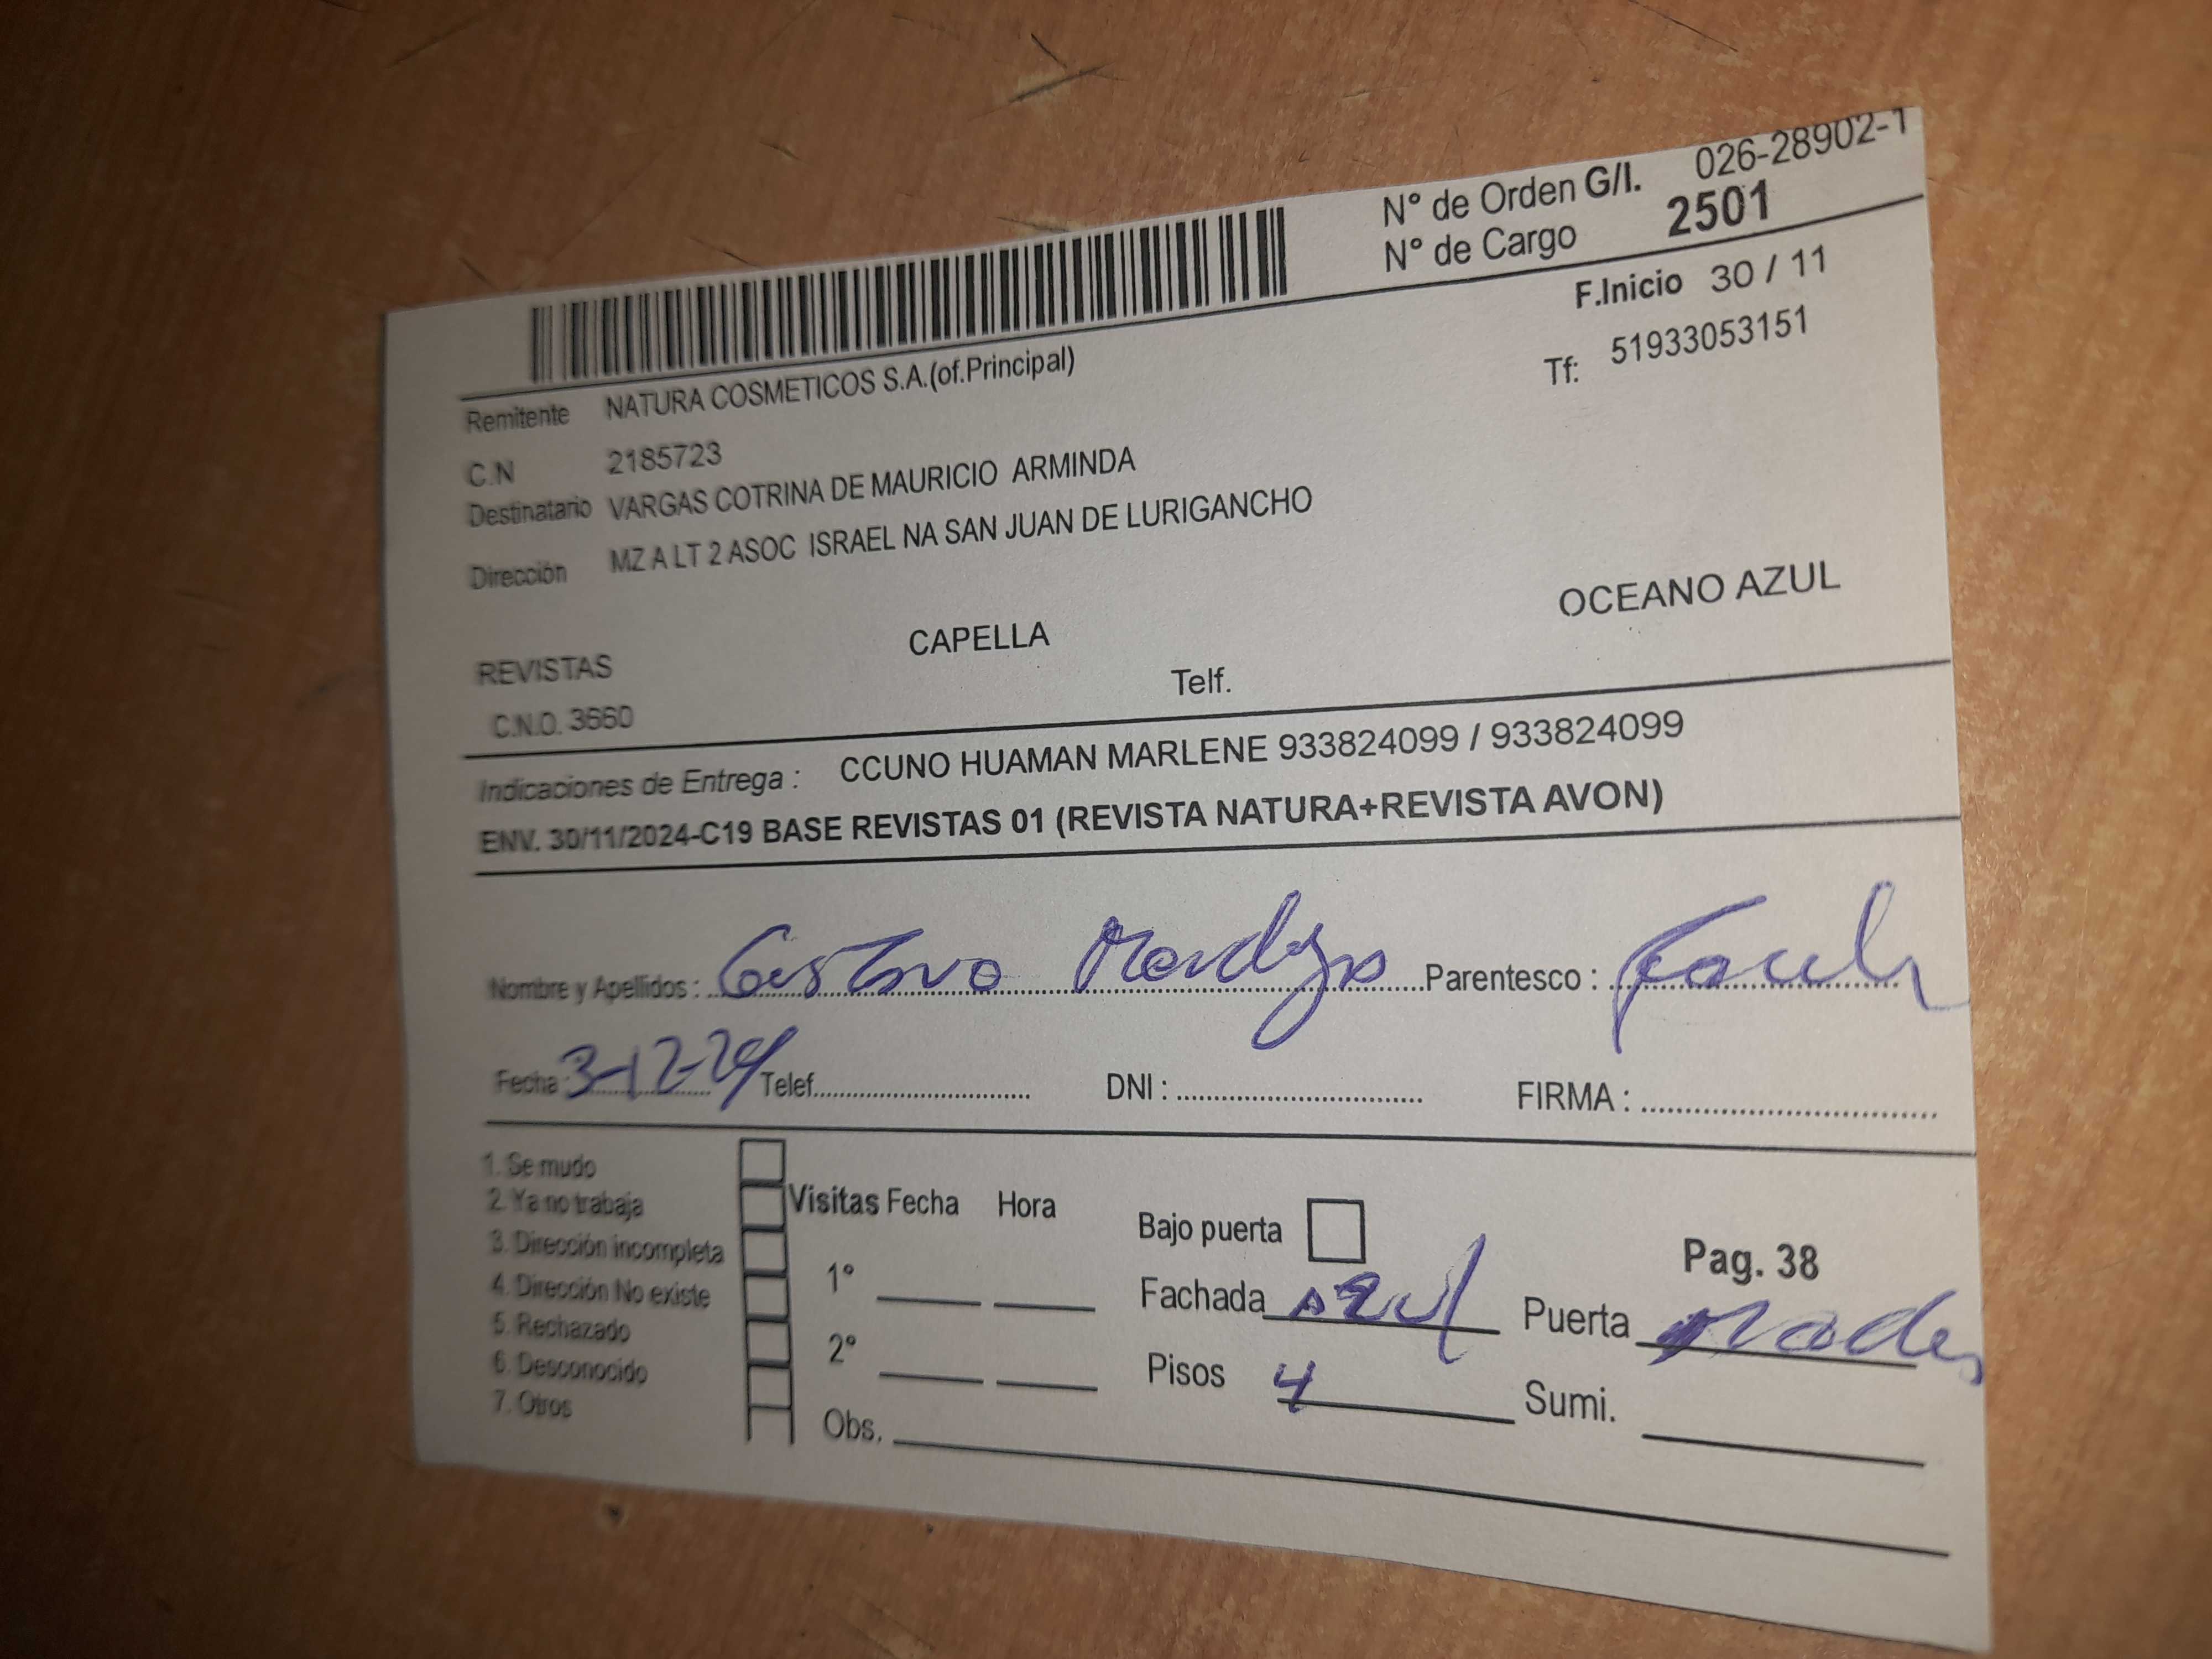 N° de Orden G/I. 026-28902-1
N° de Cargo 2501
F.Inicio 30 / 11
Remitente NATURA COSMETICOS S.A.(of.Principal) Tf: 51933053151
C.N 2185723
Destinatario VARGAS COTRINA DE MAURICIO ARMINDA
Dirección MZ A LT 2 ASOC ISRAEL NA SAN JUAN DE LURIGANCHO
REVISTAS CAPELLA OCEANO AZUL
C.N.O. 3660 Telf.
Indicaciones de Entrega : CCUNO HUAMAN MARLENE 933824099 / 933824099
ENV. 30/11/2024-C19 BASE REVISTAS 01 (REVISTA NATURA+REVISTA AVON)
Nombre y Apellidos : Gustavo Parentesco :
Fecha : 3-12-24 Telef. DNI : FIRMA :
1. Se mudo
2. Ya no trabaja Visitas Fecha Hora Bajo puerta
3. Dirección incompleta Pag. 38
4. Dirección No existe 1° Fachada azul Puerta
5. Rechazado
6. Desconocido 2° Pisos 4 Sumi.
7. Otros Obs.